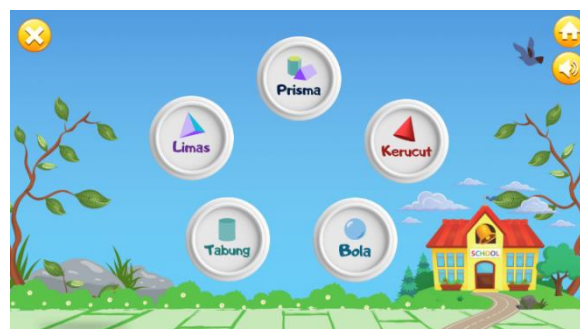 Prisma
Limas
Kerucut
Tabung
Bola
SCHOOL